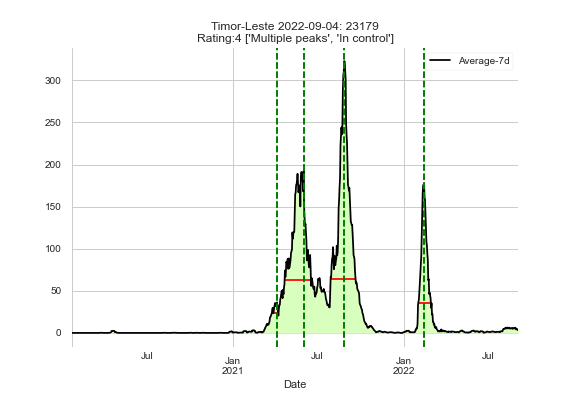 Timor-Leste 2022-09-04: 23179
Rating:4 ['Multiple peaks', 'In control']
Average-7d
300
250
200
150
100
50
0
Jul
Jan
2021
Jul
Jan
2022
Jul
Date